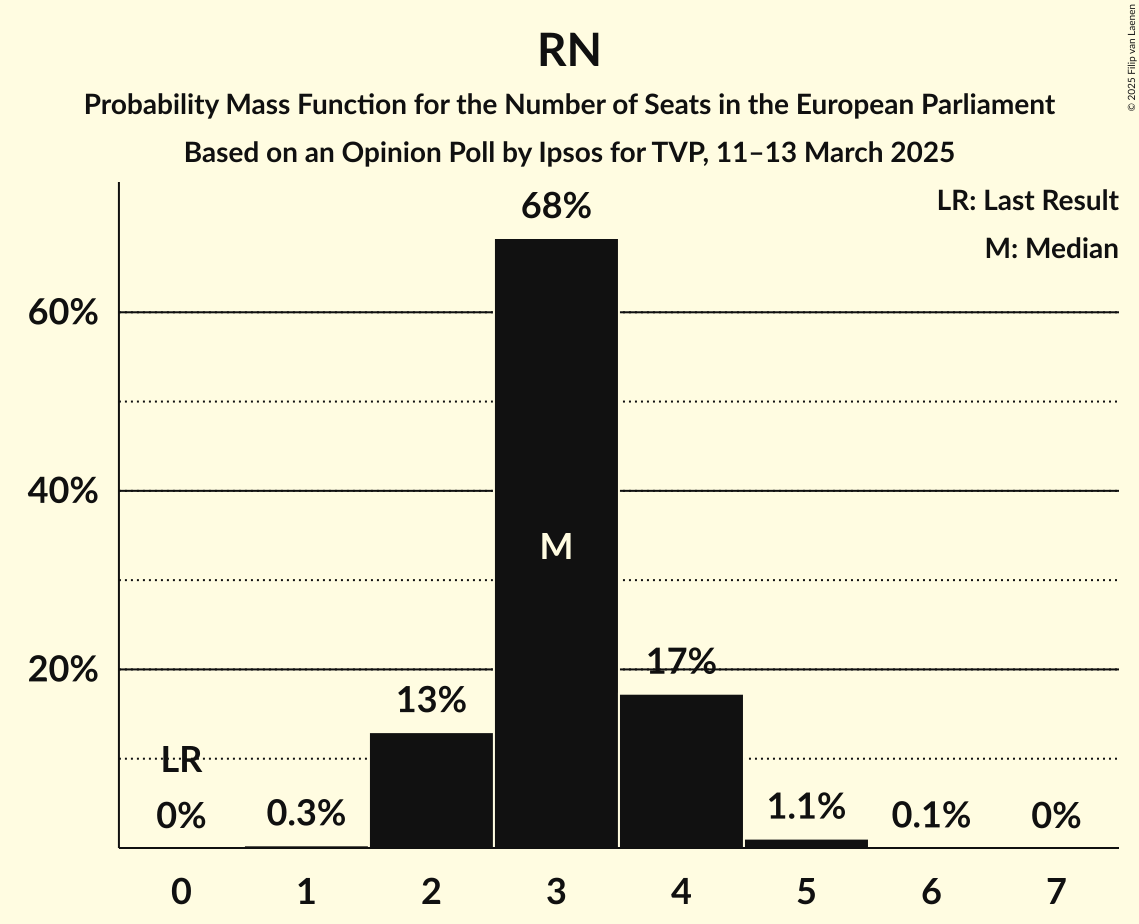 RN
Probability Mass Function for the Number of Seats in the European Parliament
Based on an Opinion Poll by Ipsos for TVP, 11–13 March 2025
© 2025 Filip van Laenen
LR: Last Result
M: Median
68%
60%
40%
M
20%
17%
13%
LR
0%
0.3%
1.1%
0.1%
0%
0 1 2 3 4 5 6 7